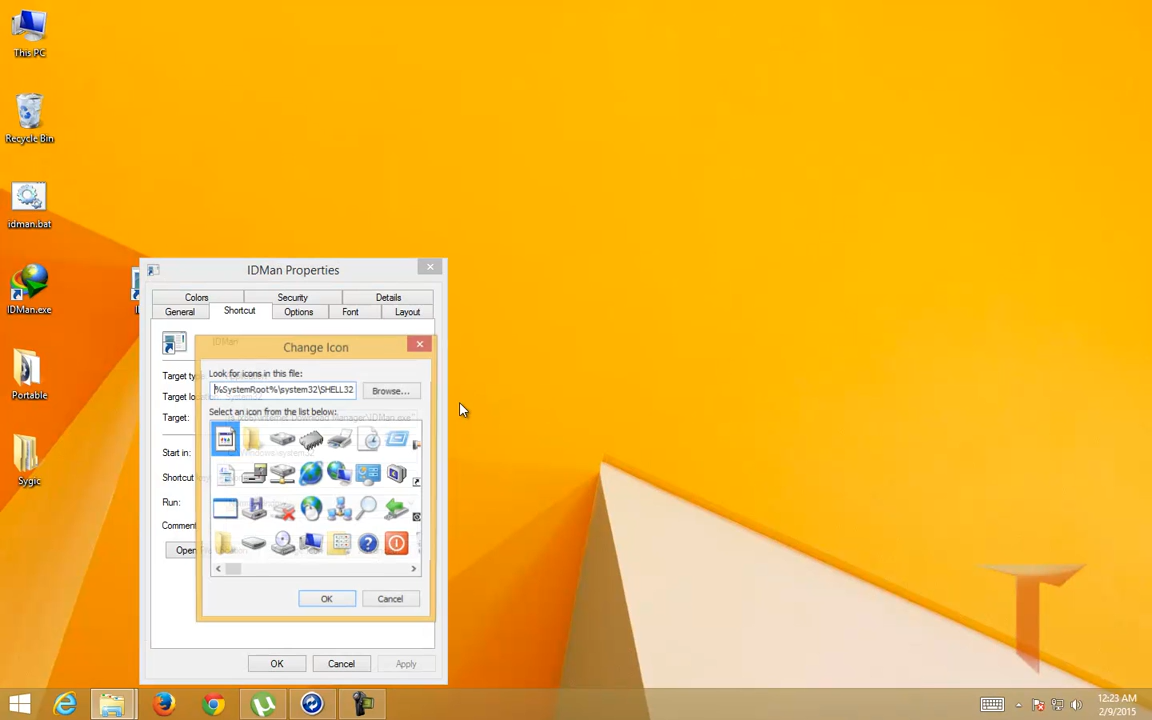 This PC
Recycle Bin
idman.bat
IDMan.exe
Portable
Sygic
IDMan Properties
Colors
Security
Details
General
Shortcut
Options
Font
Layout
IDMan
Change Icon
Look for icons in this file:
%SystemRoot%\system32\SHELL32
Browse...
Select an icon from the list below:
OK
Cancel
Target:
Start in:
Run:
OK
Cancel
Apply
12:23 AM
2/9/2015